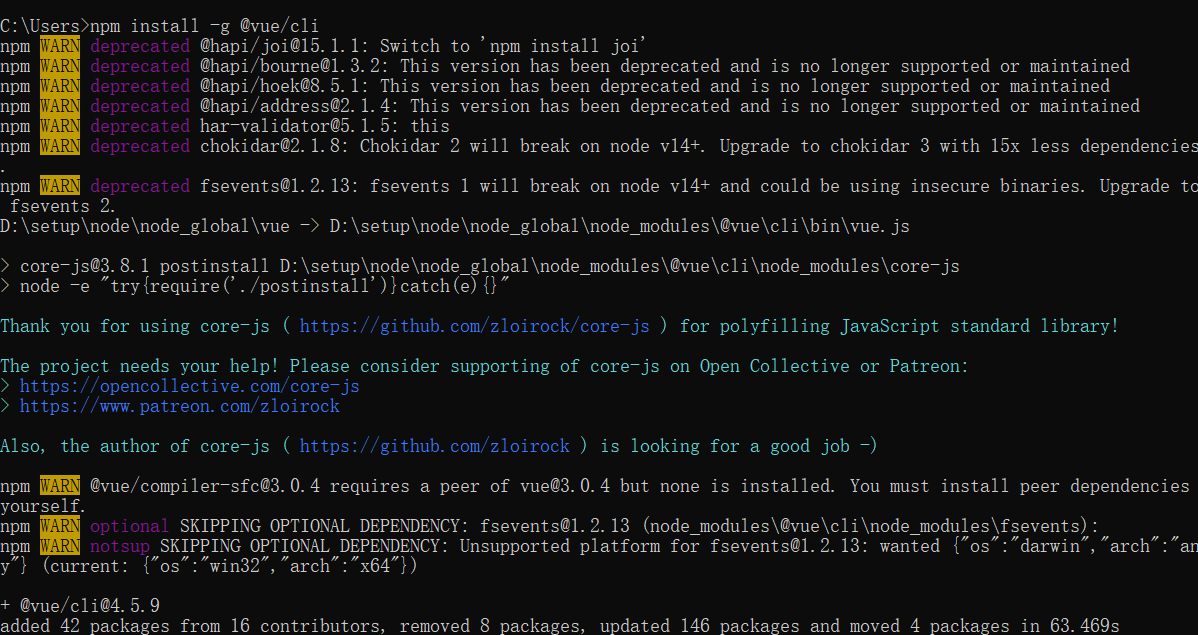 C:\Users>npm install -g @vue/cli
npm WARN deprecated @hapi/joi@15.1.1: Switch to 'npm install joi'
npm WARN deprecated @hapi/bourne@1.3.2: This version has been deprecated and is no longer supported or maintained
npm WARN deprecated @hapi/hoek@8.5.1: This version has been deprecated and is no longer supported or maintained
npm WARN deprecated @hapi/address@2.1.4: This version has been deprecated and is no longer supported or maintained
npm WARN deprecated har-validator@5.1.5: this
npm WARN deprecated chokidar@2.1.8: Chokidar 2 will break on node v14+. Upgrade to chokidar 3 with 15x less dependencies
.
npm WARN deprecated fsevents@1.2.13: fsevents 1 will break on node v14+ and could be using insecure binaries. Upgrade to
fsevents 2.
D:\setup\node\node_global\vue -> D:\setup\node\node_global\node_modules\@vue\cli\bin\vue.js
> core-js@3.8.1 postinstall D:\setup\node\node_global\node_modules\@vue\cli\node_modules\core-js
> node -e "try{require('./postinstall')}catch(e){}"
Thank you for using core-js ( https://github.com/zloirock/core-js ) for polyfilling JavaScript standard library!
The project needs your help! Please consider supporting of core-js on Open Collective or Patreon:
> https://opencollective.com/core-js
> https://www.patreon.com/zloirock
Also, the author of core-js ( https://github.com/zloirock ) is looking for a good job -)
npm WARN @vue/compiler-sfc@3.0.4 requires a peer of vue@3.0.4 but none is installed. You must install peer dependencies
yourself.
npm WARN optional SKIPPING OPTIONAL DEPENDENCY: fsevents@1.2.13 (node_modules\@vue\cli\node_modules\fsevents):
npm WARN notsup SKIPPING OPTIONAL DEPENDENCY: Unsupported platform for fsevents@1.2.13: wanted {"os":"darwin","arch":"an
y"} (current: {"os":"win32","arch":"x64"})
+ @vue/cli@4.5.9
added 42 packages from 16 contributors, removed 8 packages, updated 146 packages and moved 4 packages in 63.469s